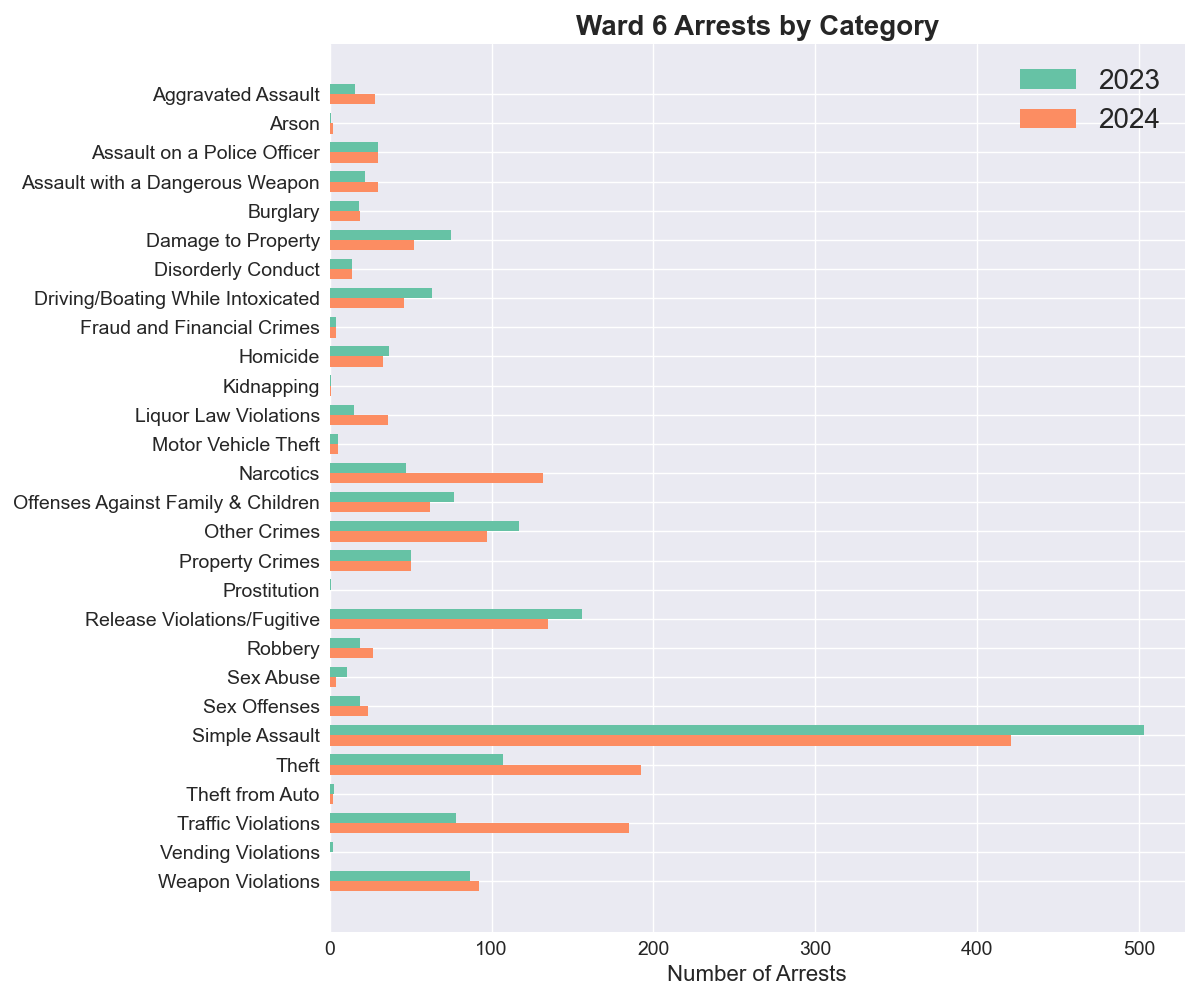 Ward 6 Arrests by Category
2023
2024
Aggravated Assault
Arson
Assault on a Police Officer
Assault with a Dangerous Weapon
Burglary
Damage to Property
Disorderly Conduct
Driving/Boating While Intoxicated
Fraud and Financial Crimes
Homicide
Kidnapping
Liquor Law Violations
Motor Vehicle Theft
Narcotics
Offenses Against Family & Children
Other Crimes
Property Crimes
Prostitution
Release Violations/Fugitive
Robbery
Sex Abuse
Sex Offenses
Simple Assault
Theft
Theft from Auto
Traffic Violations
Vending Violations
Weapon Violations
0 100 200 300 400 500
Number of Arrests